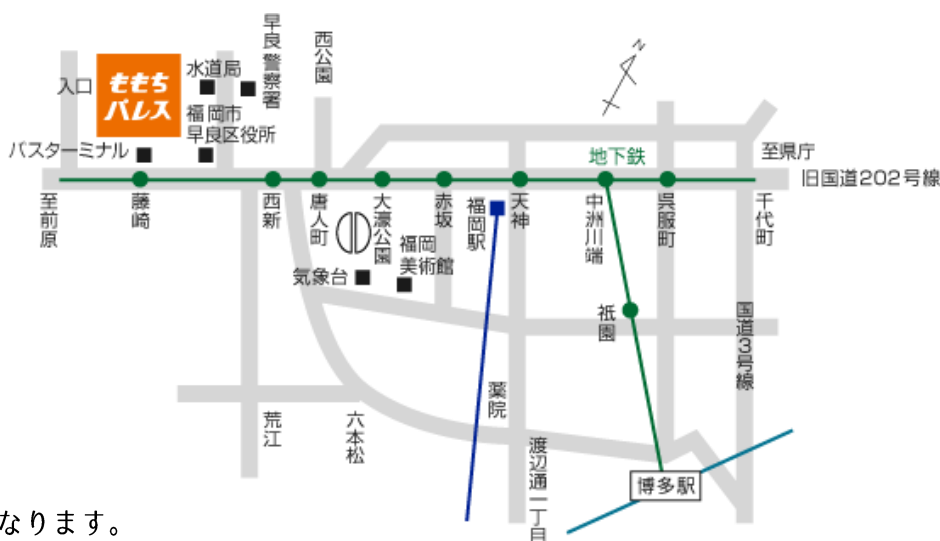 早良警察署
西公園
N
水道局
入口
ももち
パレス
福岡市
早良区役所
バスターミナル
地下鉄
至県庁
旧国道202号線
至前原
藤崎
西新
唐人町
大濠公園
赤坂
福岡駅
天神
中洲川端
呉服町
千代町
福岡
美術館
気象台
祇園
国道3号線
薬院
荒江
六本松
渡辺通一丁目
博多駅
なります。